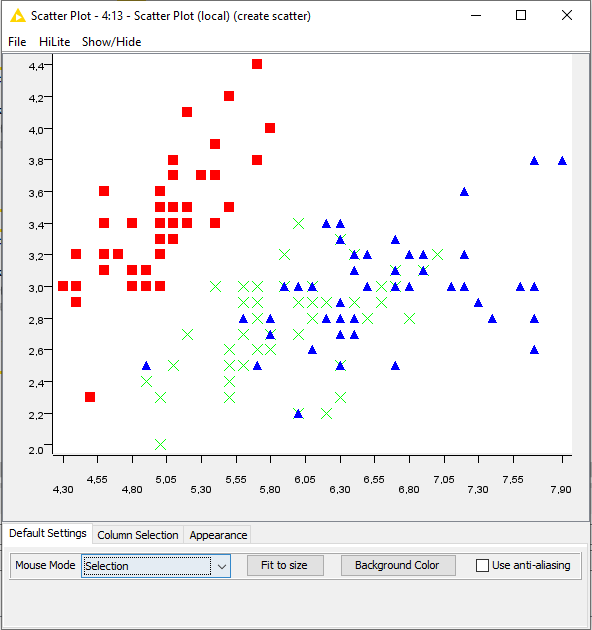 Scatter Plot - 4:13 - Scatter Plot (local) (create scatter)
File HiLite Show/Hide
4,4
4,2
4,0
3,8
3,6
3,4
3,2
3,0
2,8
2,6
2,4
2,2
2,0
4,55 5,05 5,55 6,05 6,55 7,05 7,55
4,30 4,80 5,30 5,80 6,30 6,80 7,30 7,90
Default Settings Column Selection Appearance
Mouse Mode Selection Fit to size Background Color Use anti-aliasing